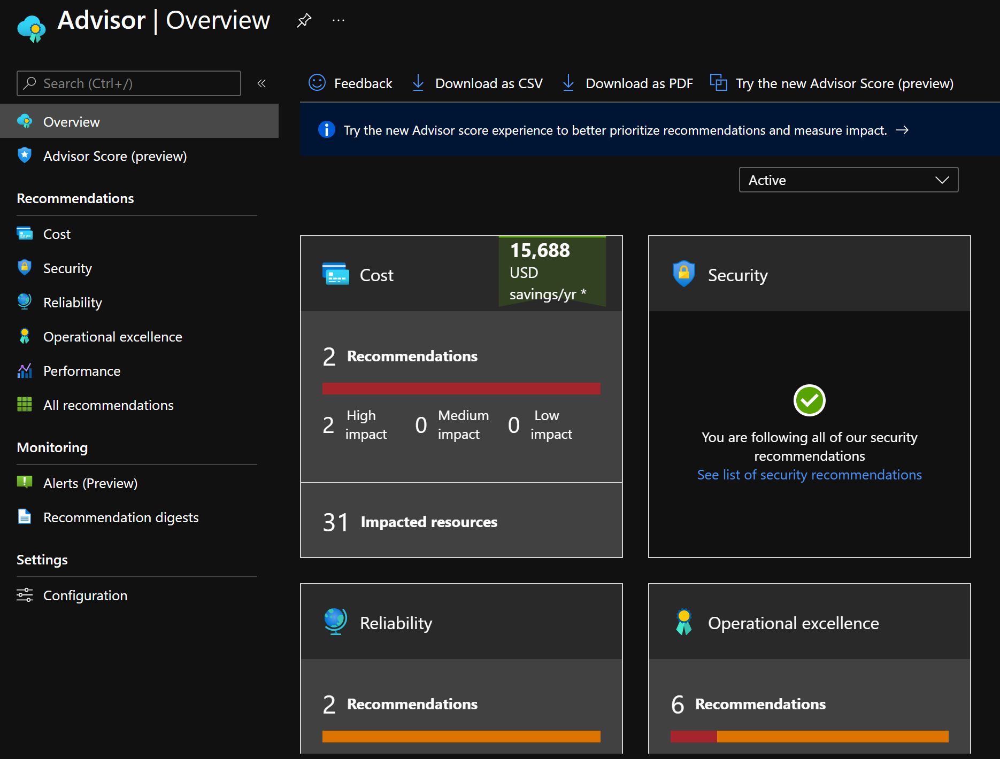 Advisor | Overview
Search (Ctrl+/)
Overview
Advisor Score (preview)
Recommendations
Cost
Security
Reliability
Operational excellence
Performance
All recommendations
Monitoring
Alerts (Preview)
Recommendation digests
Settings
Configuration
Feedback
Download as CSV
Download as PDF
Try the new Advisor Score (preview)
Try the new Advisor score experience to better prioritize recommendations and measure impact. →
Active
Cost
15,688
USD
savings/yr *
2 Recommendations
2 High impact
0 Medium impact
0 Low impact
31 Impacted resources
Security
You are following all of our security
recommendations
See list of security recommendations
Reliability
2 Recommendations
Operational excellence
6 Recommendations